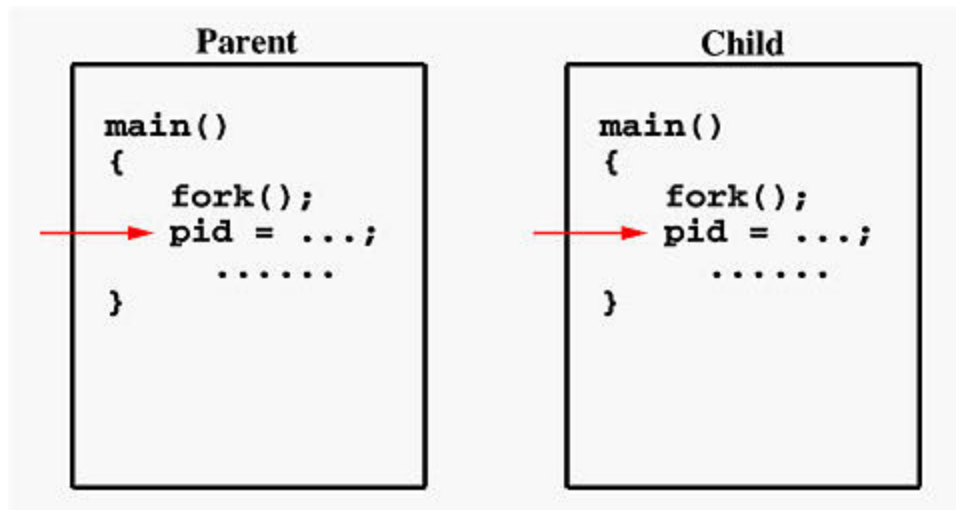 Parent
main()
{
fork();
pid = ...;
......
}
Child
main()
{
fork();
pid = ...;
......
}